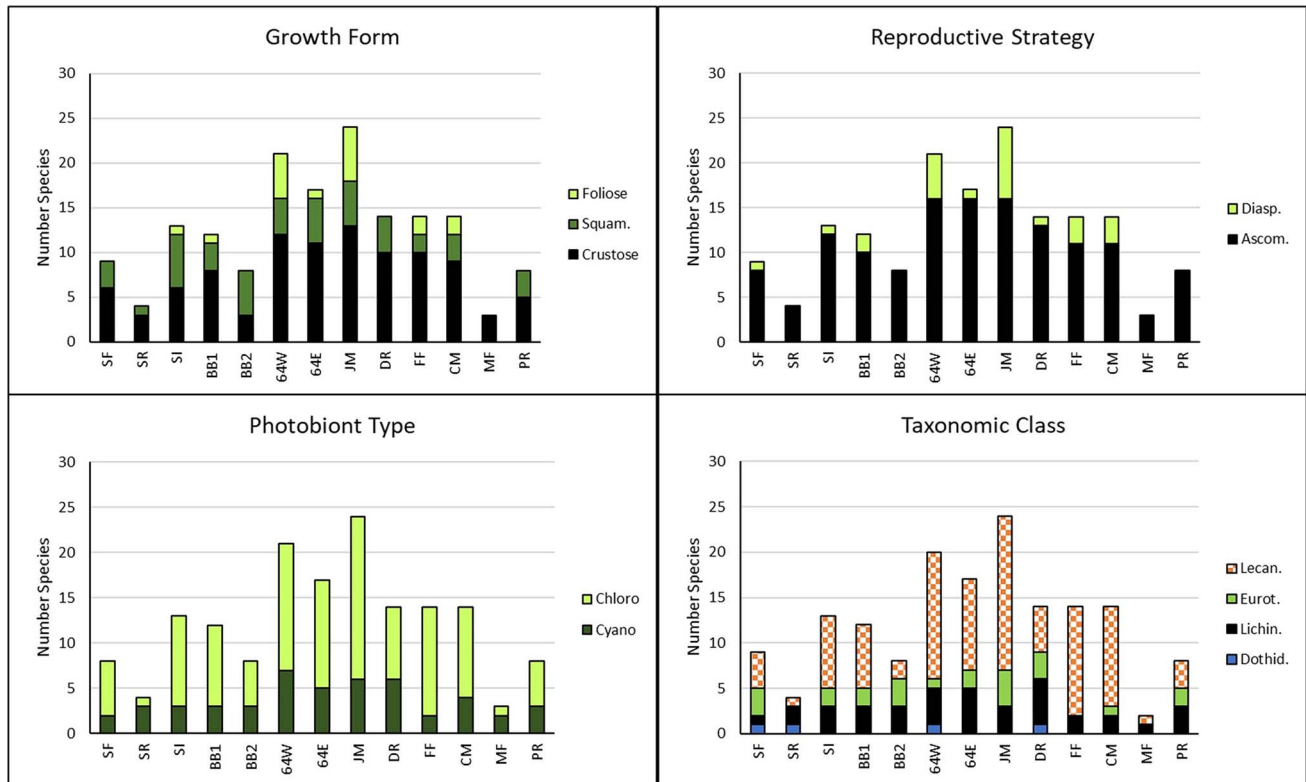 Growth Form
Number Species
30
25
20
15
10
5
0
SF SR SI BB1 BB2 64W 64E JM DR FF CM MF PR
Foliose
Squam.
Crustose
Reproductive Strategy
Number Species
30
25
20
15
10
5
0
SF SR SI BB1 BB2 64W 64E JM DR FF CM MF PR
Diasp.
Ascom.
Photobiont Type
Number Species
30
25
20
15
10
5
0
SF SR SI BB1 BB2 64W 64E JM DR FF CM MF PR
Chloro
Cyano
Taxonomic Class
Number Species
30
25
20
15
10
5
0
SF SR SI BB1 BB2 64W 64E JM DR FF CM MF PR
Lecan.
Eurot.
Lichin.
Dothid.